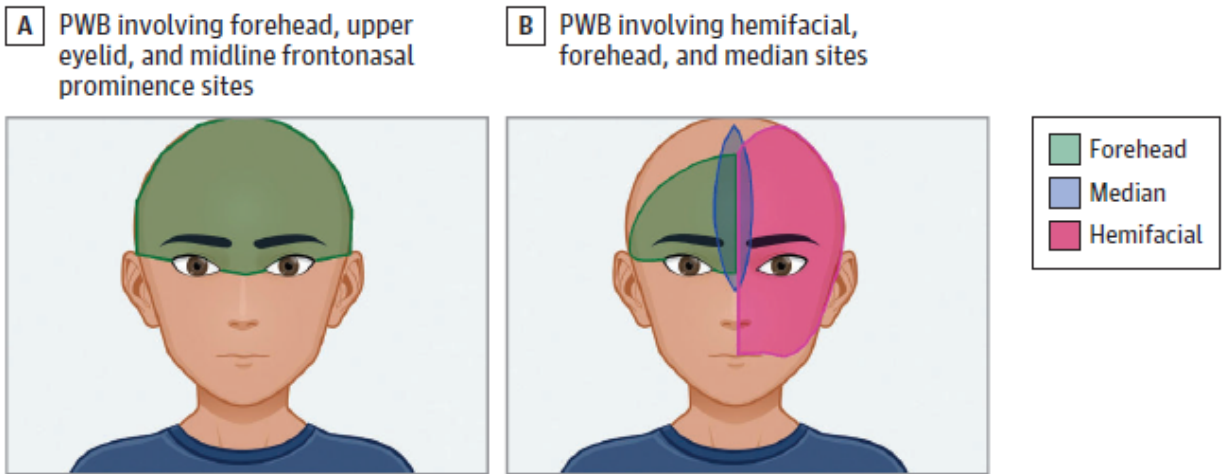 A PWB involving forehead, upper
eyelid, and midline frontonasal
prominence sites
B PWB involving hemifacial,
forehead, and median sites
Forehead
Median
Hemifacial